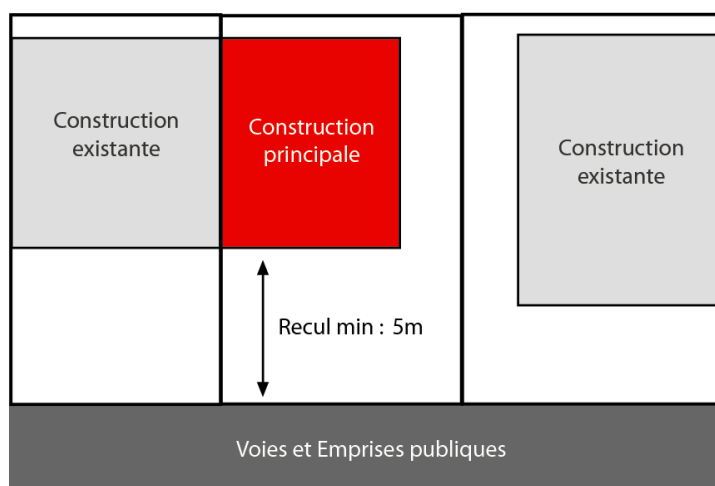 Construction
existante
Construction
principale
Construction
existante
Recul min : 5m
Voies et Emprises publiques